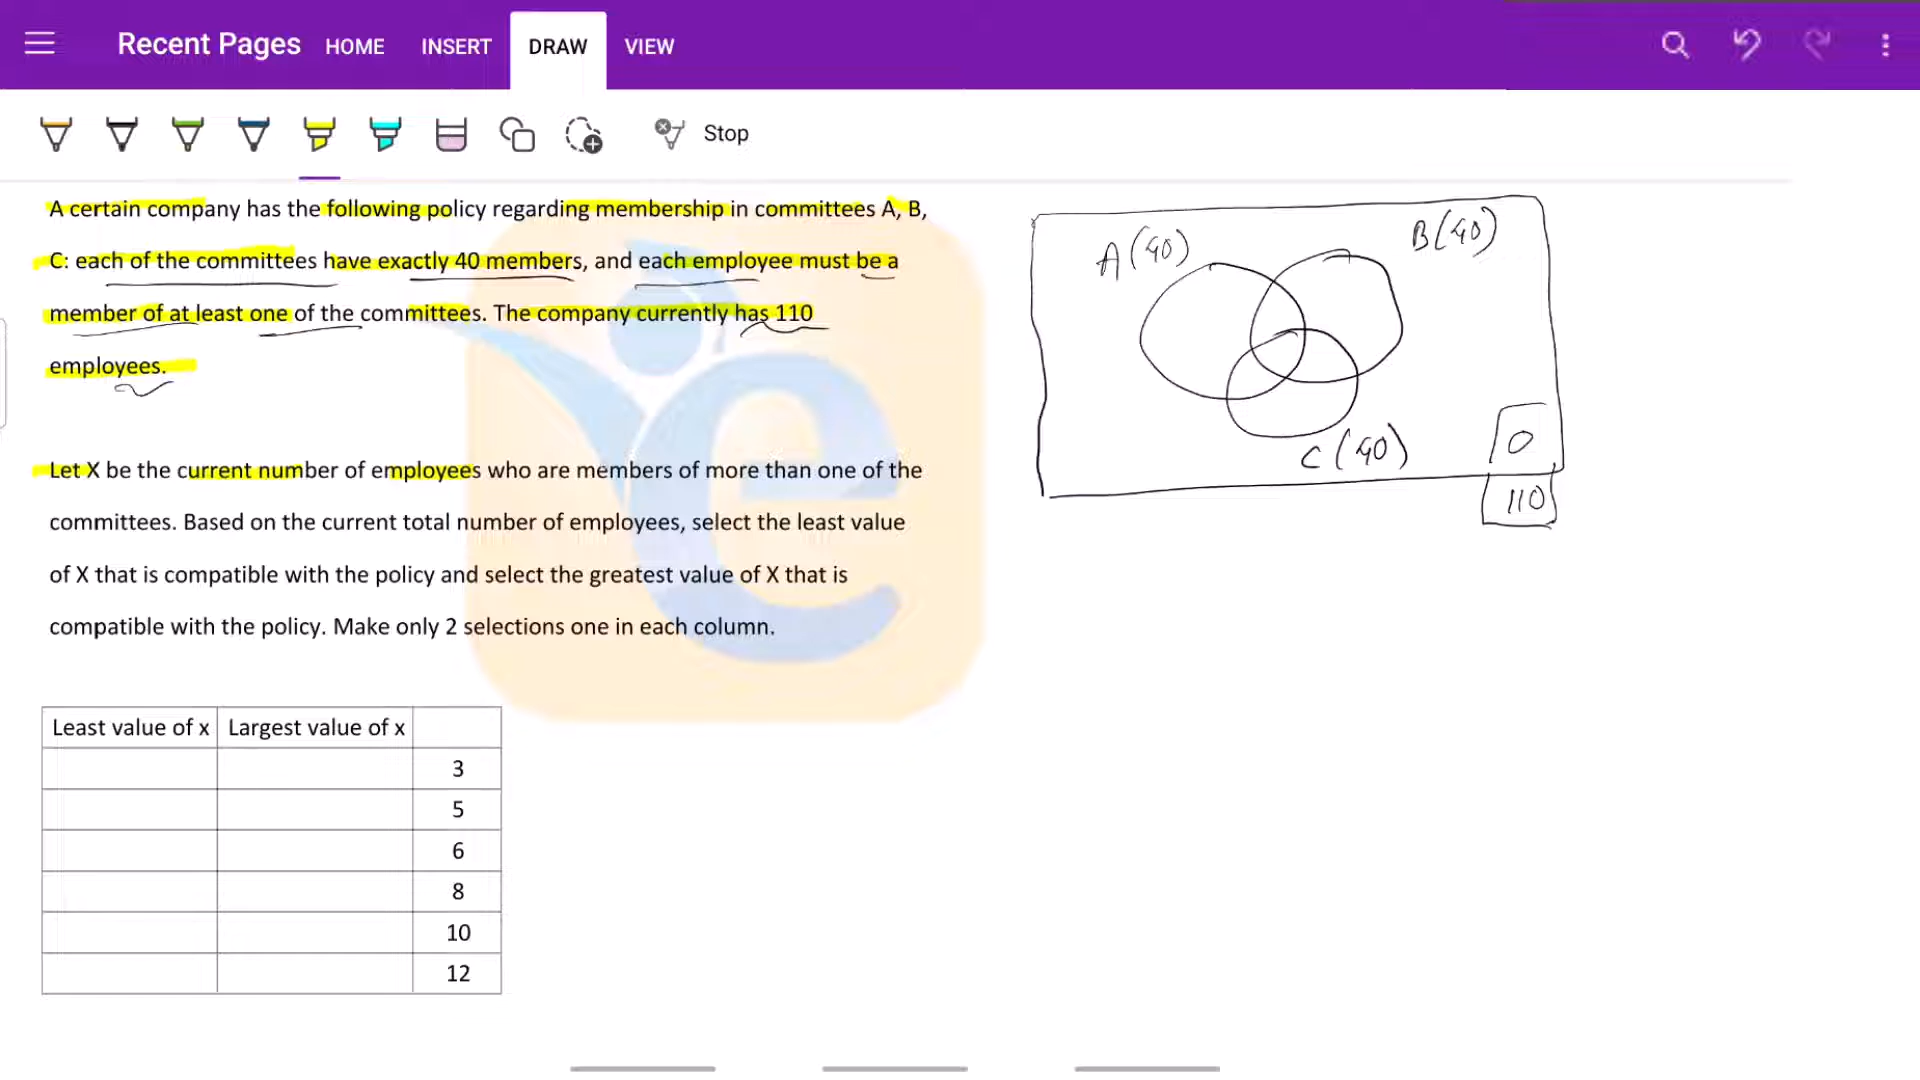 Recent Pages HOME INSERT DRAW VIEW
Stop
A certain company has the following policy regarding membership in committees A, B,
C: each of the committees have exactly 40 members, and each employee must be a
member of at least one of the committees. The company currently has 110
employees.
Let X be the current number of employees who are members of more than one of the
committees. Based on the current total number of employees, select the least value
of X that is compatible with the policy and select the greatest value of X that is
compatible with the policy. Make only 2 selections one in each column.
Least value of x Largest value of x
3
5
6
8
10
12
A (40)
B (40)
C (40)
0
110